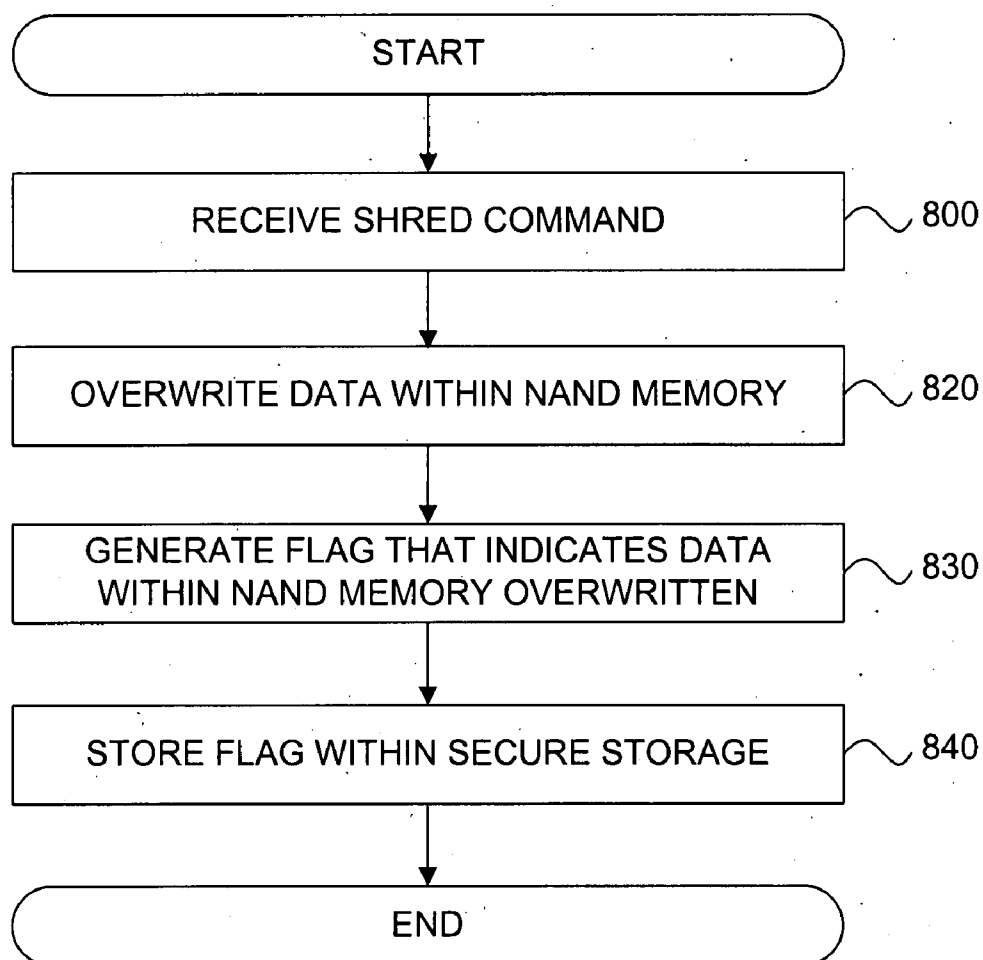 START
RECEIVE SHRED COMMAND
800
OVERWRITE DATA WITHIN NAND MEMORY
820
GENERATE FLAG THAT INDICATES DATA
WITHIN NAND MEMORY OVERWRITTEN
830
STORE FLAG WITHIN SECURE STORAGE
840
END